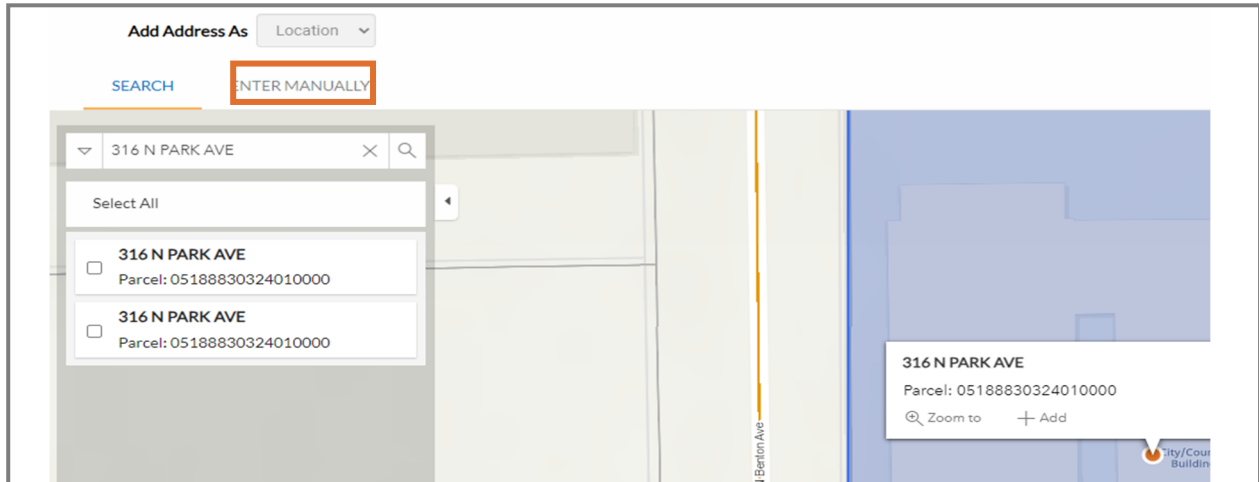 Add Address As Location
SEARCH ENTER MANUALLY
316 N PARK AVE
Select All
316 N PARK AVE
Parcel: 05188830324010000
316 N PARK AVE
Parcel: 05188830324010000
316 N PARK AVE
Parcel: 05188830324010000
Zoom to Add
N Benton Ave
City/Cour
Buildin